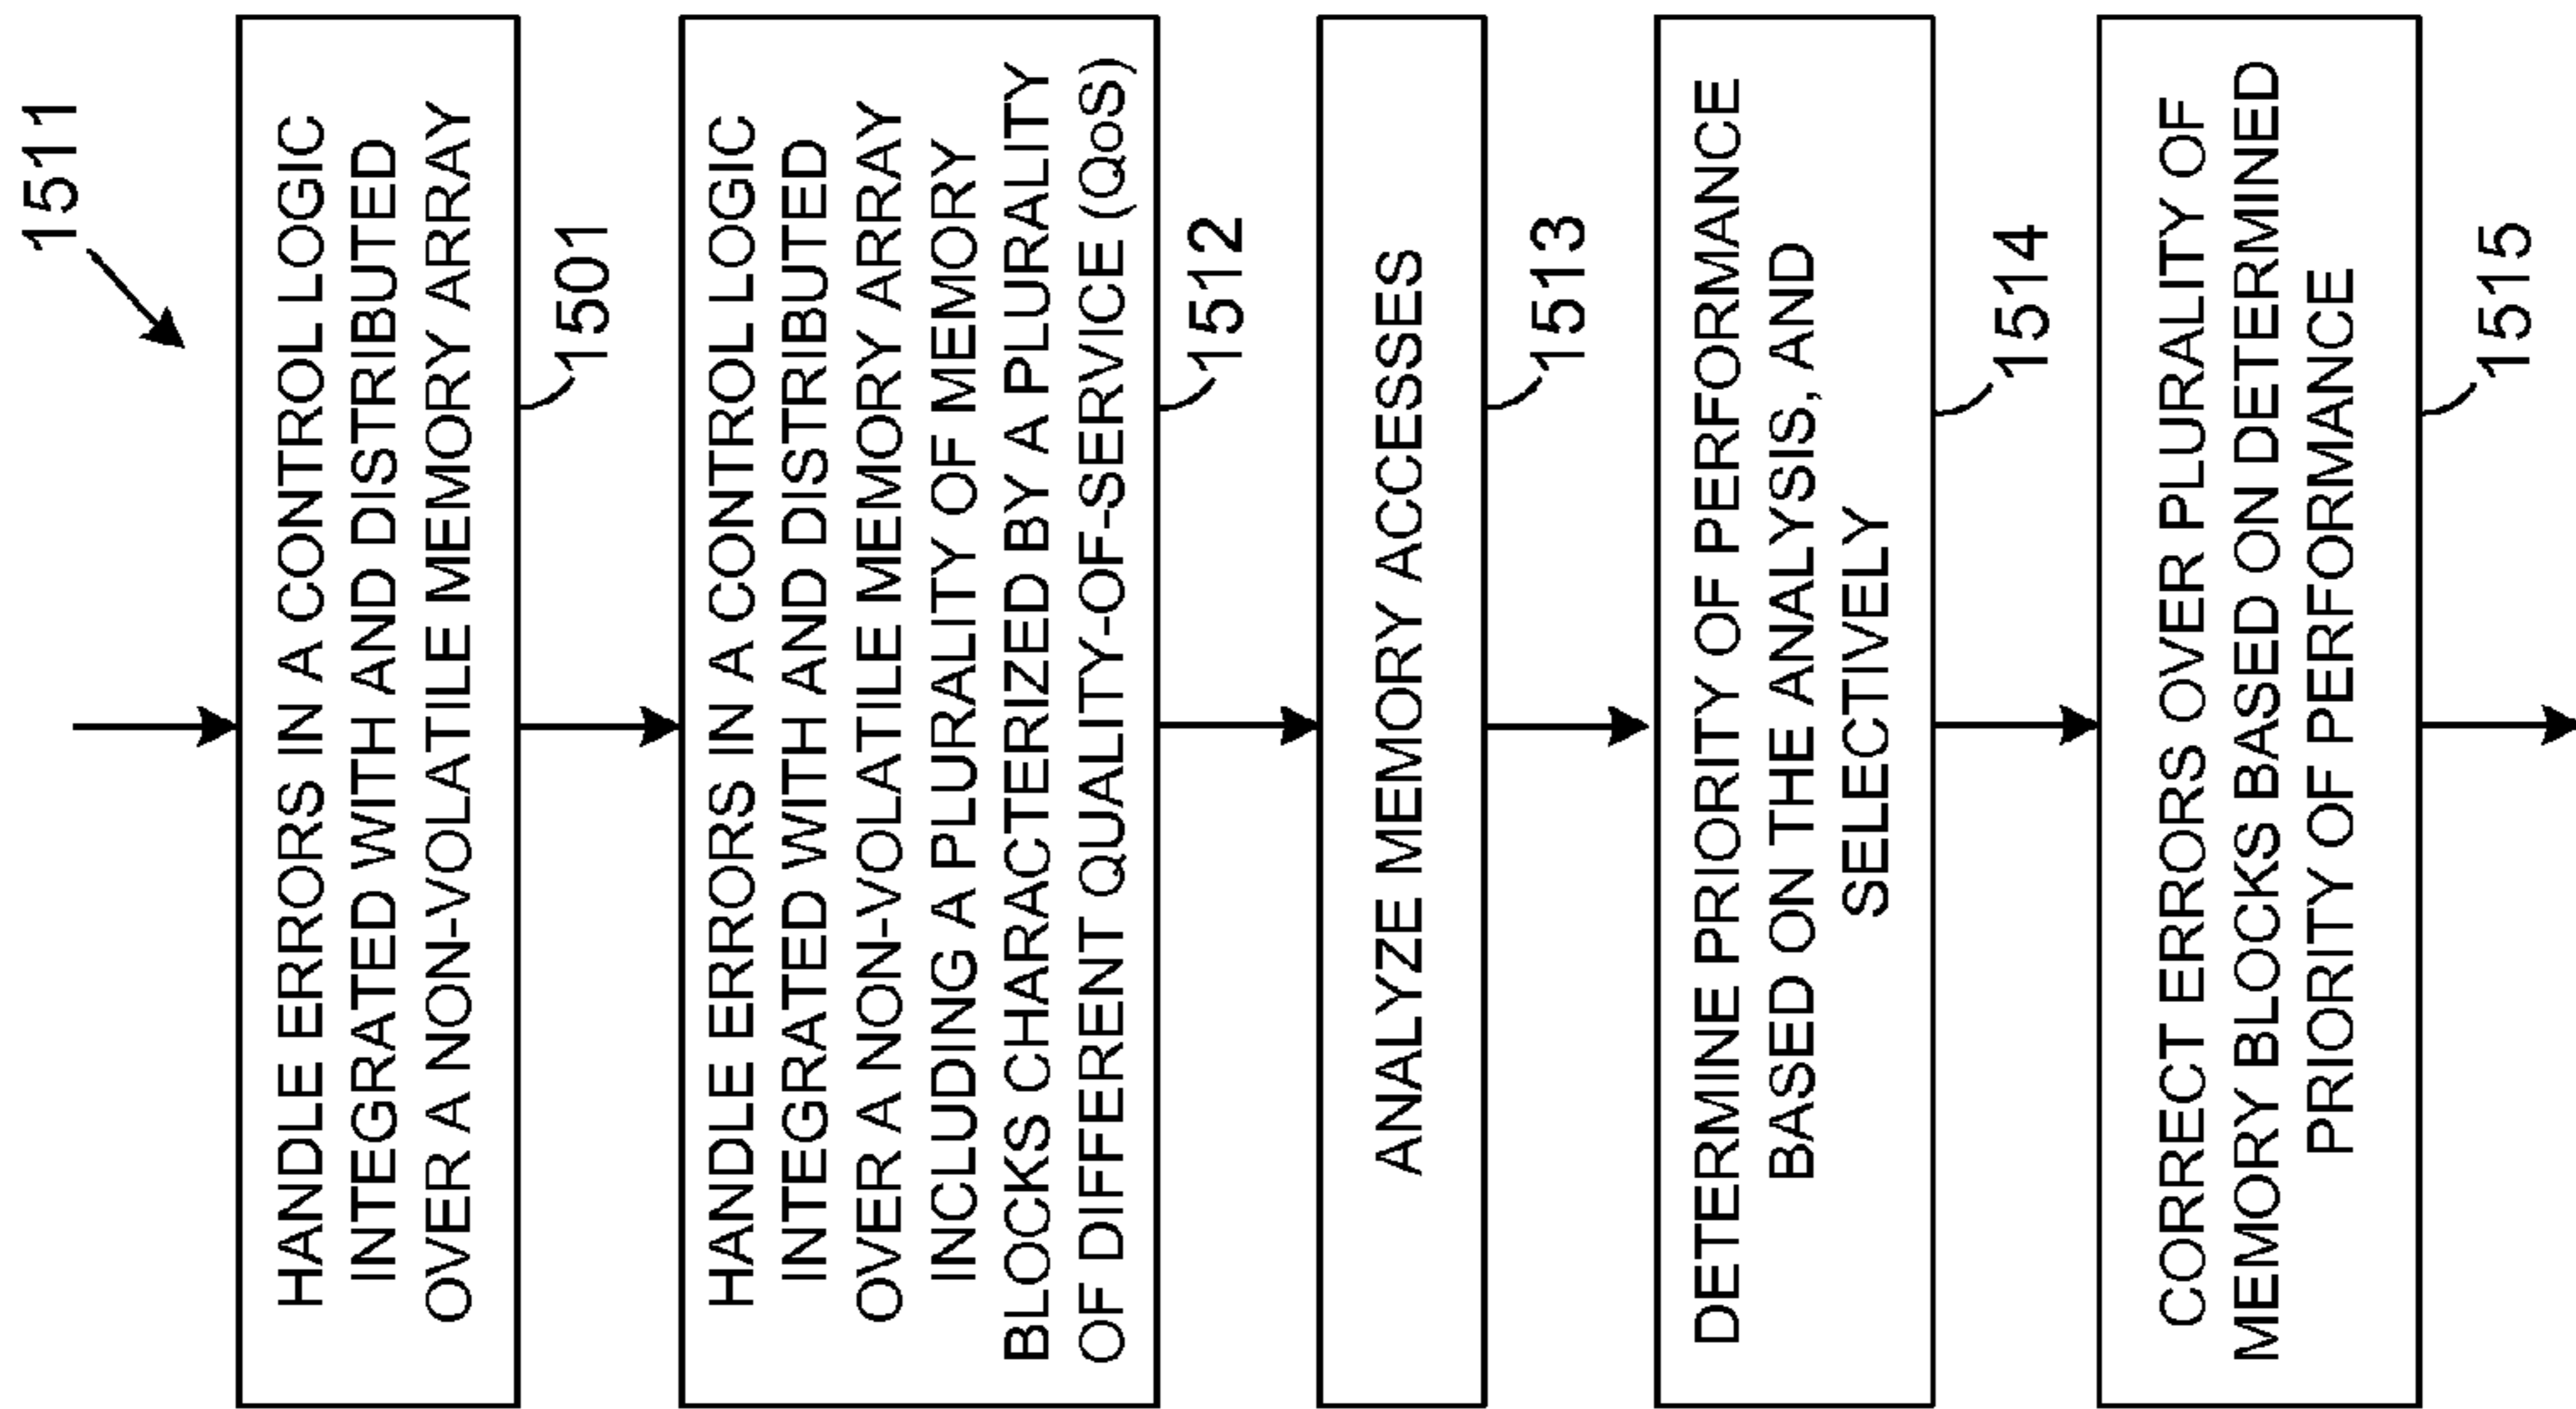 1511
HANDLE ERRORS IN A CONTROL LOGIC
INTEGRATED WITH AND DISTRIBUTED
OVER A NON-VOLATILE MEMORY ARRAY
1501
HANDLE ERRORS IN A CONTROL LOGIC
INTEGRATED WITH AND DISTRIBUTED
OVER A NON-VOLATILE MEMORY ARRAY
INCLUDING A PLURALITY OF MEMORY
BLOCKS CHARACTERIZED BY A PLURALITY
OF DIFFERENT QUALITY-OF-SERVICE (QoS)
1512
ANALYZE MEMORY ACCESSES
1513
DETERMINE PRIORITY OF PERFORMANCE
BASED ON THE ANALYSIS, AND
SELECTIVELY
1514
CORRECT ERRORS OVER PLURALITY OF
MEMORY BLOCKS BASED ON DETERMINED
PRIORITY OF PERFORMANCE
1515